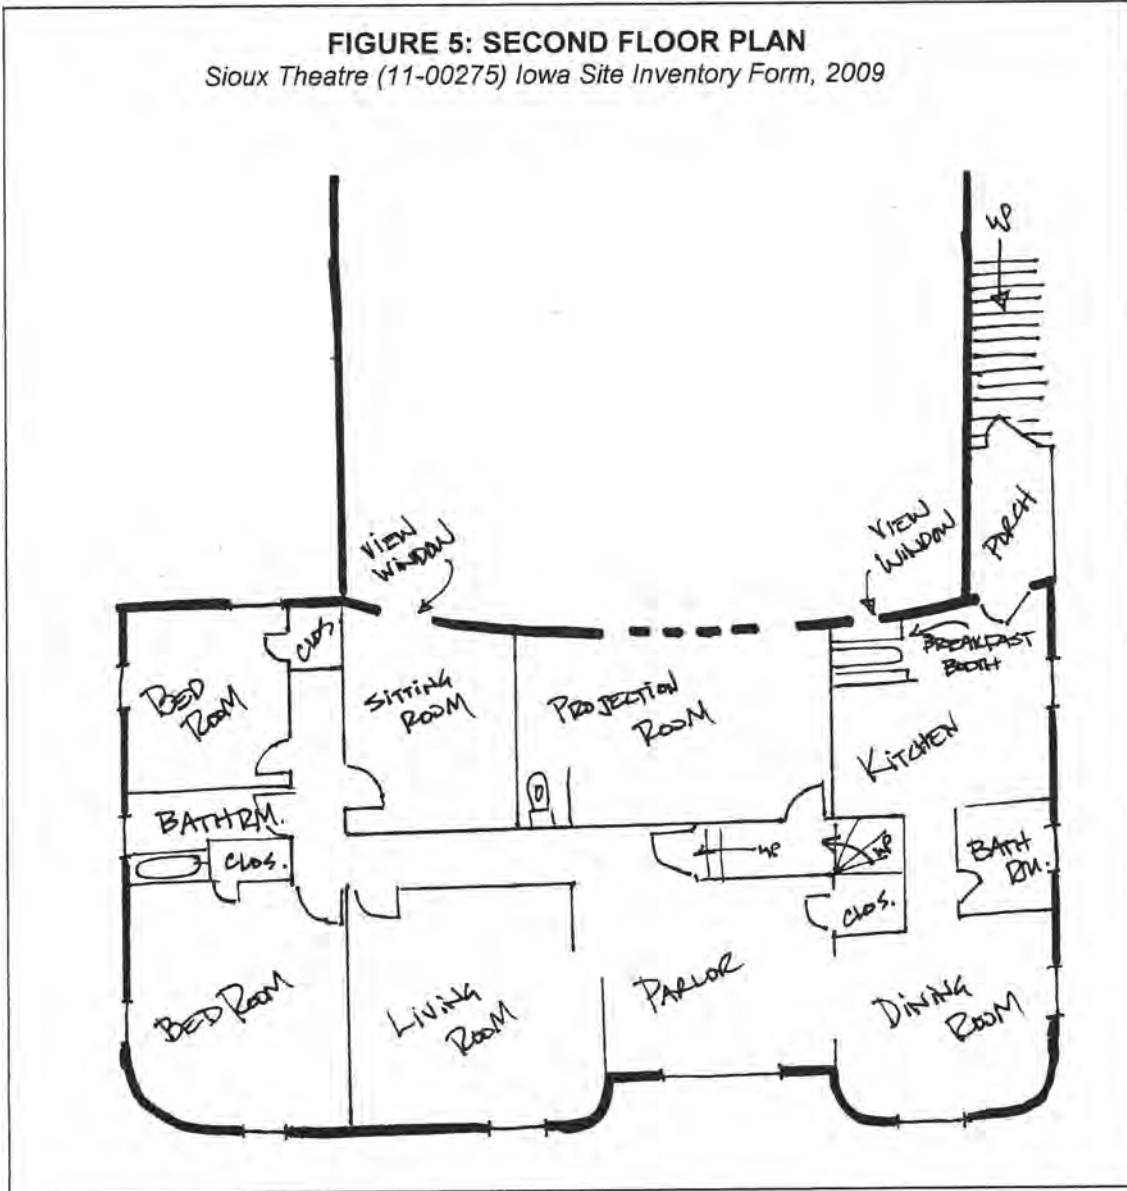 FIGURE 5: SECOND FLOOR PLAN
Sioux Theatre (11-00275) Iowa Site Inventory Form, 2009
UP
VIEW
WINDOW
VIEW
WINDOW
PORCH
CLOS.
BREAKFAST
BOOTH
BED
ROOM
SITTING
ROOM
PROJECTION
ROOM
KITCHEN
BATHRM.
CLOS.
UP
UP
BATH
RM.
CLOS.
BED ROOM
LIVING
ROOM
PARLOR
DINING
ROOM